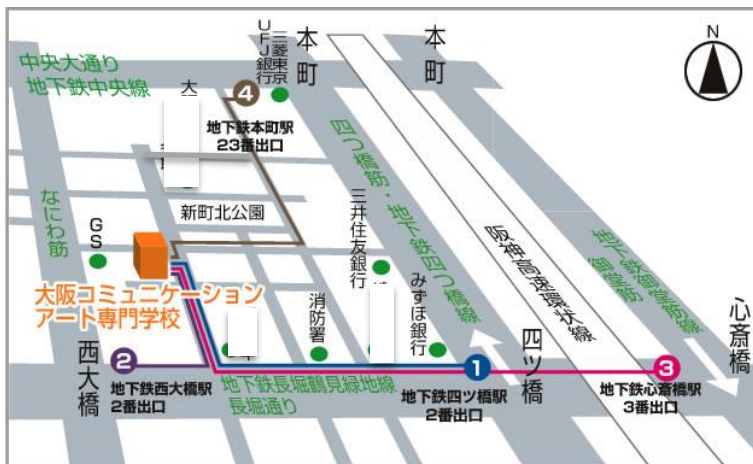 N
中央大通り
地下鉄中央線
三菱東京
UFJ銀行
本町
本町
大
4
地下鉄本町駅
23番出口
四つ橋筋・地下鉄四つ橋線
なにわ筋
新町北公園
GS
三井住友銀行
阪神高速環状線
地下鉄御堂筋線
御堂筋
大阪コミュニケーション
アート専門学校
消防署
みずほ銀行
心斎橋
西大橋
2
地下鉄西大橋駅
2番出口
地下鉄長堀鶴見緑地線
長堀通り
1
地下鉄四ツ橋駅
2番出口
四ツ橋
3
地下鉄心斎橋駅
3番出口